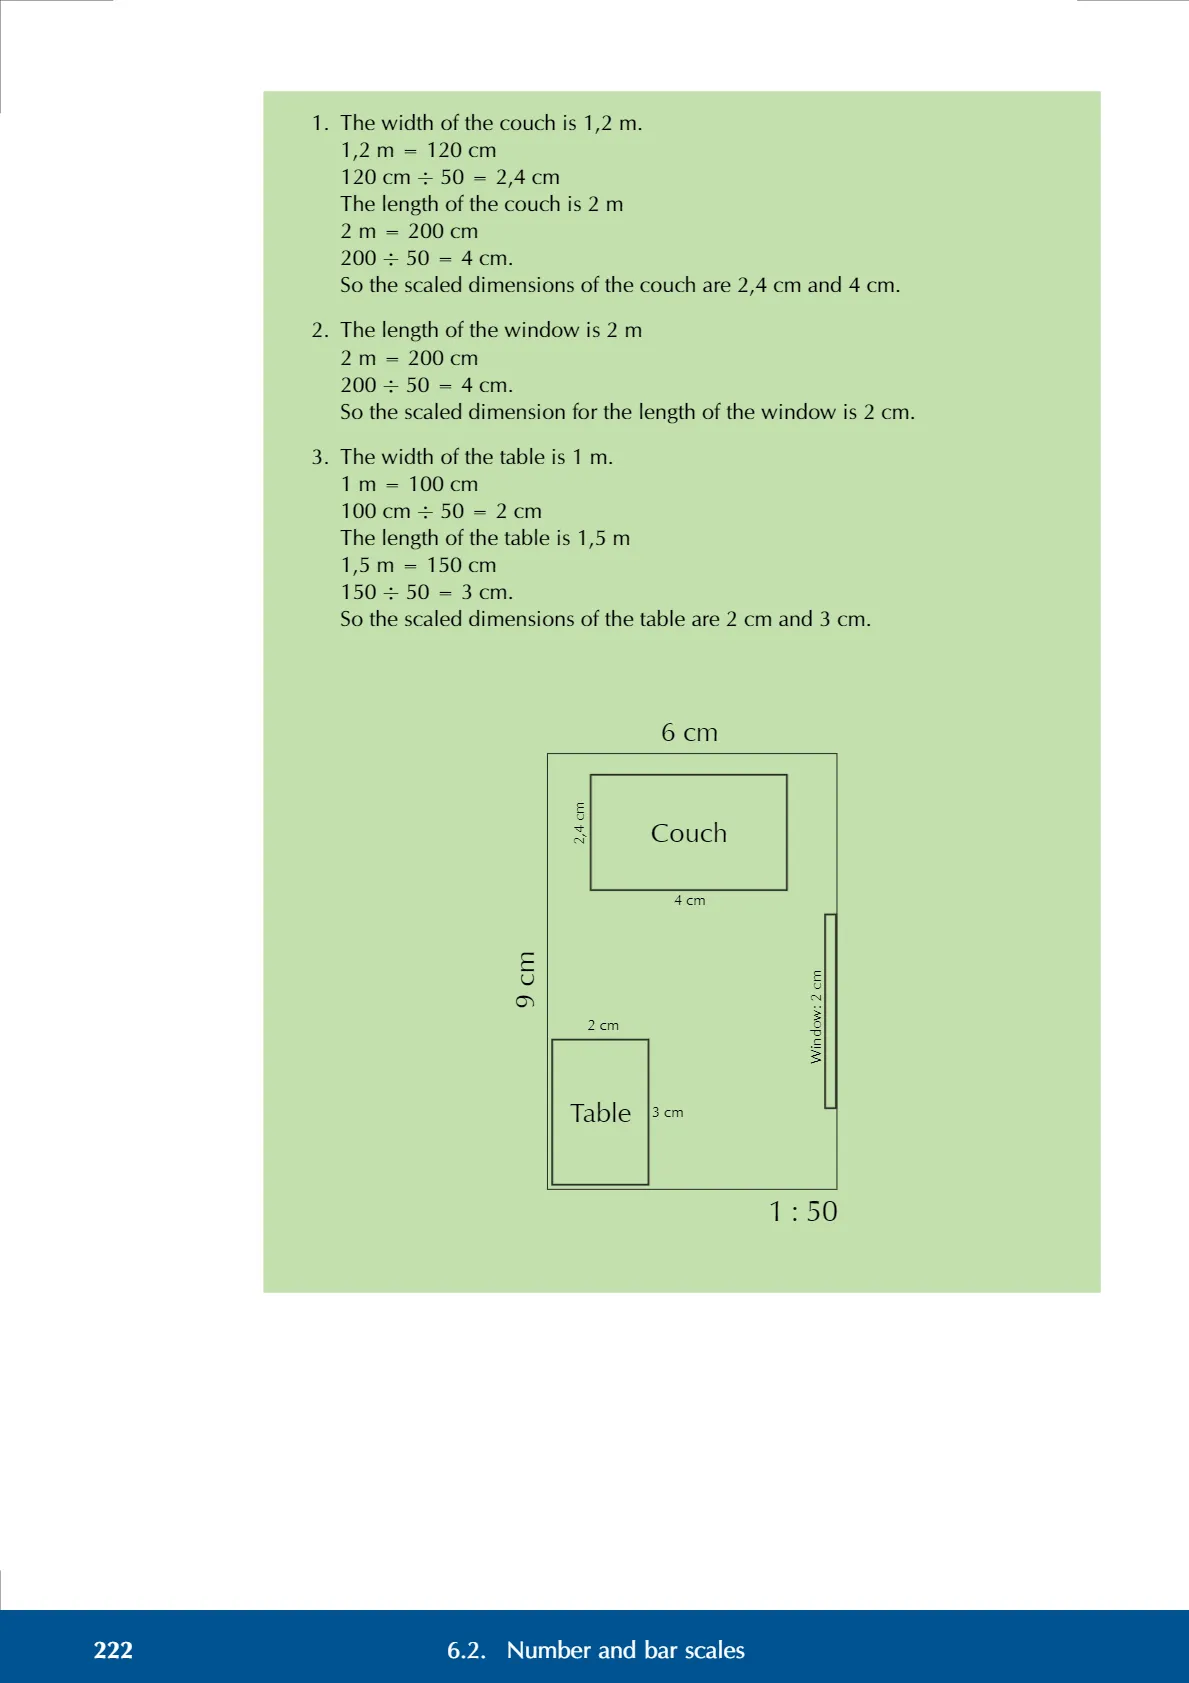 1. The width of the couch is 1,2 m.
1,2 m = 120 cm
120 cm ÷ 50 = 2,4 cm
The length of the couch is 2 m
2 m = 200 cm
200 ÷ 50 = 4 cm.
So the scaled dimensions of the couch are 2,4 cm and 4 cm.
2. The length of the window is 2 m
2 m = 200 cm
200 ÷ 50 = 4 cm.
So the scaled dimension for the length of the window is 2 cm.
3. The width of the table is 1 m.
1 m = 100 cm
100 cm ÷ 50 = 2 cm
The length of the table is 1,5 m
1,5 m = 150 cm
150 ÷ 50 = 3 cm.
So the scaled dimensions of the table are 2 cm and 3 cm.
6 cm
2,4 cm
Couch
4 cm
9 cm
Window: 2 cm
2 cm
Table
3 cm
1 : 50
222
6.2. Number and bar scales